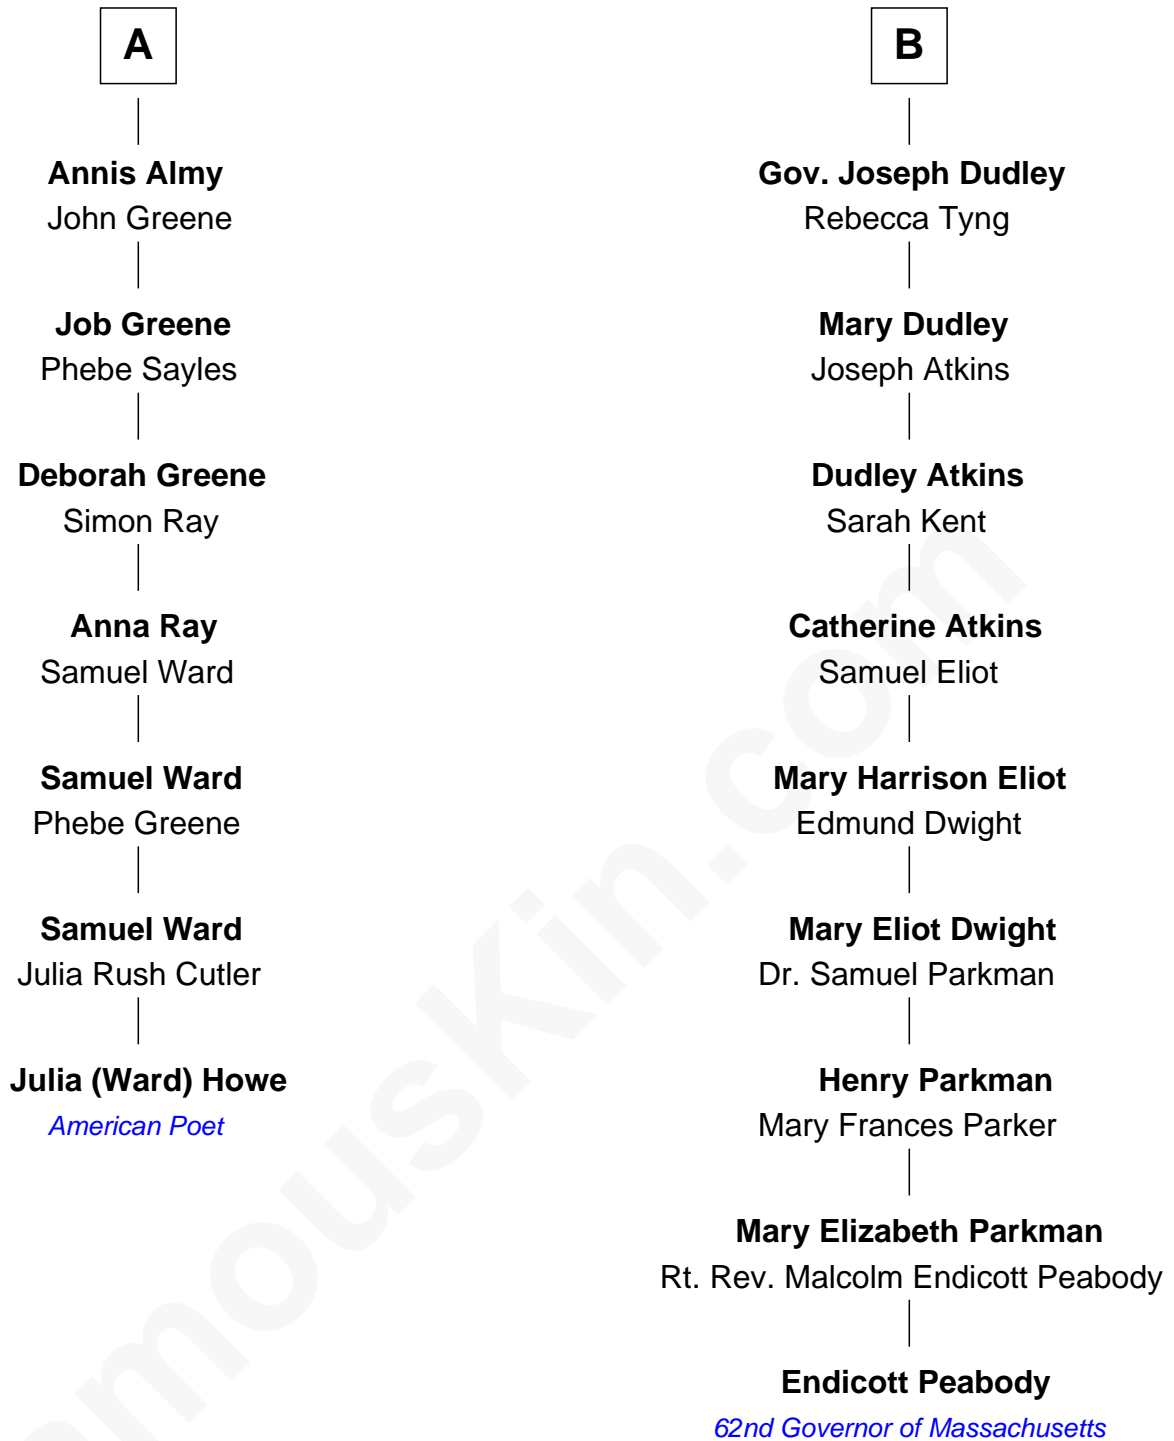 A
Annis Almy
John Greene
Job Greene
Phebe Sayles
Deborah Greene
Simon Ray
Anna Ray
Samuel Ward
Samuel Ward
Phebe Greene
Samuel Ward
Julia Rush Cutler
Julia (Ward) Howe
American Poet
B
Gov. Joseph Dudley
Rebecca Tyng
Mary Dudley
Joseph Atkins
Dudley Atkins
Sarah Kent
Catherine Atkins
Samuel Eliot
Mary Harrison Eliot
Edmund Dwight
Mary Eliot Dwight
Dr. Samuel Parkman
Henry Parkman
Mary Frances Parker
Mary Elizabeth Parkman
Rt. Rev. Malcolm Endicott Peabody
Endicott Peabody
62nd Governor of Massachusetts
amouskin.com